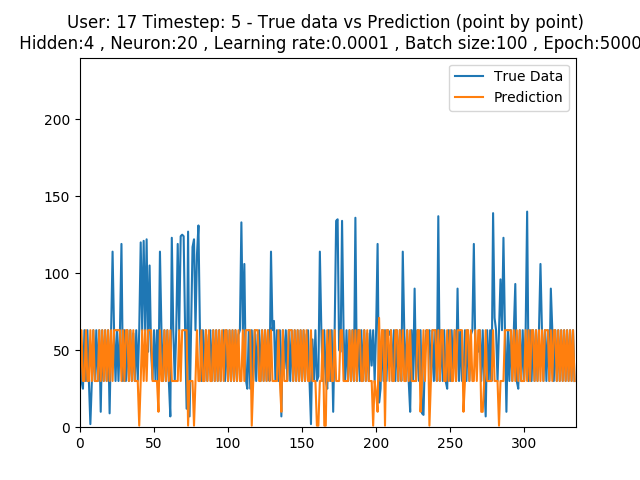 User: 17 Timestep: 5 - True data vs Prediction (point by point)
Hidden:4 , Neuron:20 , Learning rate:0.0001 , Batch size:100 , Epoch:5000
True Data
Prediction
200
150
100
50
0
0 50 100 150 200 250 300